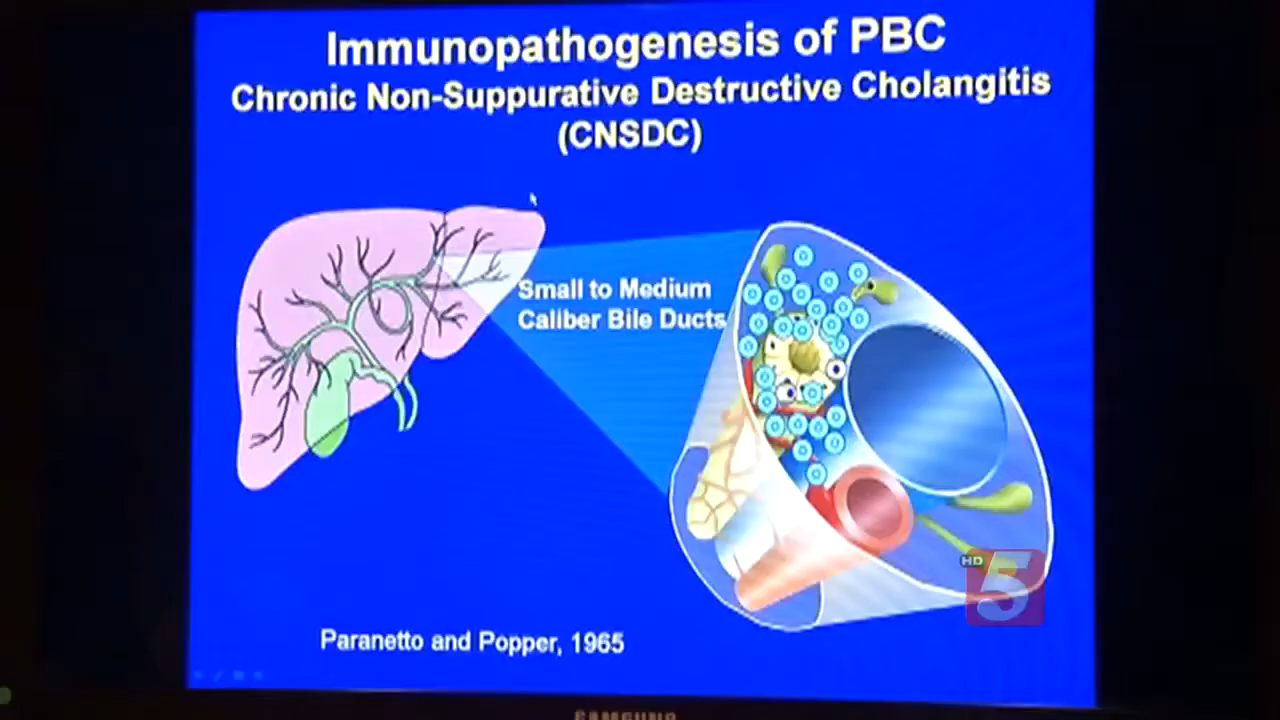 Immunopathogenesis of PBC
Chronic Non-Suppurative Destructive Cholangitis
(CNSDC)
Small to Medium
Caliber Bile Ducts
HD
5
Paranetto and Popper, 1965
SAMSUNG